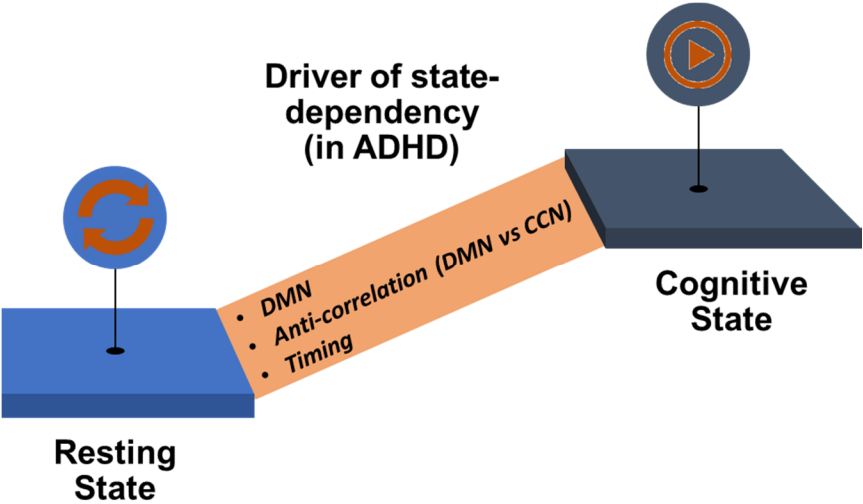 Driver of state-
dependency
(in ADHD)
• DMN
• Anti-correlation (DMN vs CCN)
• Timing
Cognitive
State
Resting
State